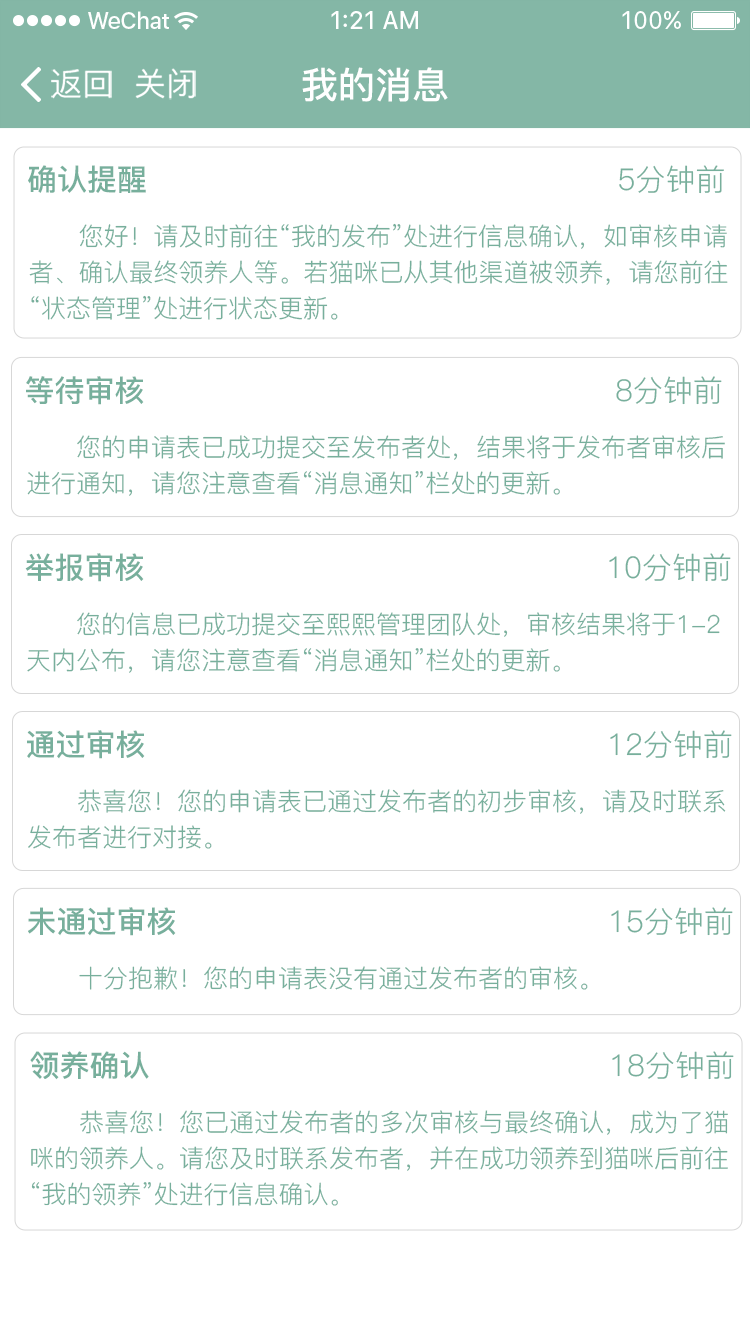 WeChat 1:21 AM 100%
返回 关闭 我的消息
确认提醒 5分钟前
您好！请及时前往“我的发布”处进行信息确认，如审核申请
者、确认最终领养人等。若猫咪已从其他渠道被领养，请您前往
“状态管理”处进行状态更新。
等待审核 8分钟前
您的申请表已成功提交至发布者处，结果将于发布者审核后
进行通知，请您注意查看“消息通知”栏处的更新。
举报审核 10分钟前
您的信息已成功提交至熙熙管理团队处，审核结果将于1-2
天内公布，请您注意查看“消息通知”栏处的更新。
通过审核 12分钟前
恭喜您！您的申请表已通过发布者的初步审核，请及时联系
发布者进行对接。
未通过审核 15分钟前
十分抱歉！您的申请表没有通过发布者的审核。
领养确认 18分钟前
恭喜您！您已通过发布者的多次审核与最终确认，成为了猫
咪的领养人。请您及时联系发布者，并在成功领养到猫咪后前往
“我的领养”处进行信息确认。